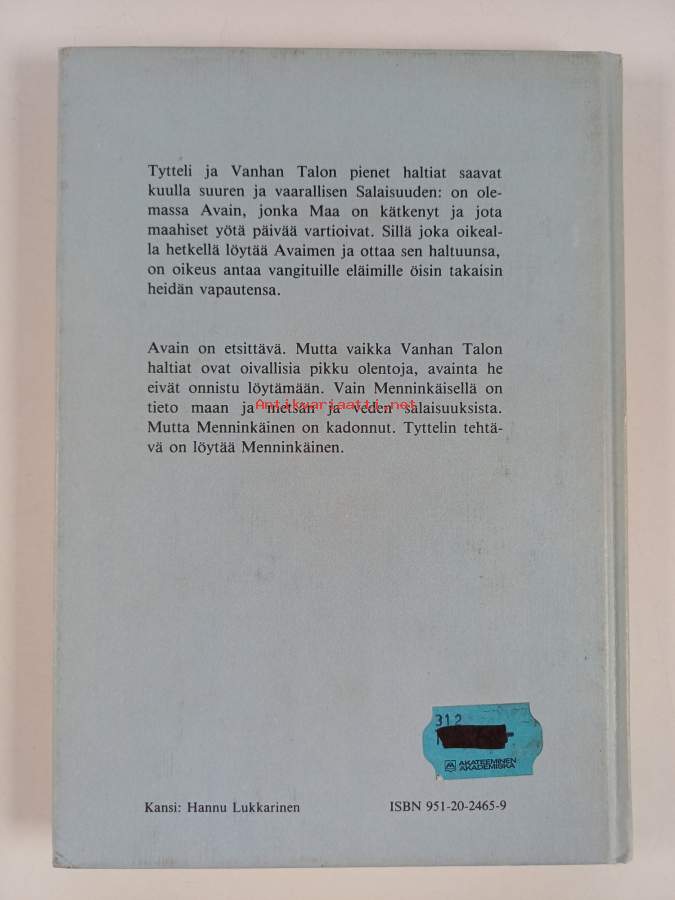 Tytteli ja Vanhan Talon pienet haltiat saavat
kuulla suuren ja vaarallisen Salaisuuden: on ole-
massa Avain, jonka Maa on kätkenyt ja jota
maahiset yötä päivää vartioivat. Sillä joka oikeal-
la hetkellä löytää Avaimen ja ottaa sen haltuunsa,
on oikeus antaa vangituille eläimille öisin takaisin
heidän vapautensa.
Avain on etsittävä. Mutta vaikka Vanhan Talon
haltiat ovat oivallisia pikku olentoja, avainta he
eivät onnistu löytämään. Vain Menninkäisellä on
tieto maan ja metsän ja veden salaisuuksista.
Antikvariaatti.net
Mutta Menninkäinen on kadonnut. Tyttelin tehtä-
vä on löytää Menninkäinen.
312
AKATEEMINEN
AKADEMISKA
Kansi: Hannu Lukkarinen
ISBN 951-20-2465-9